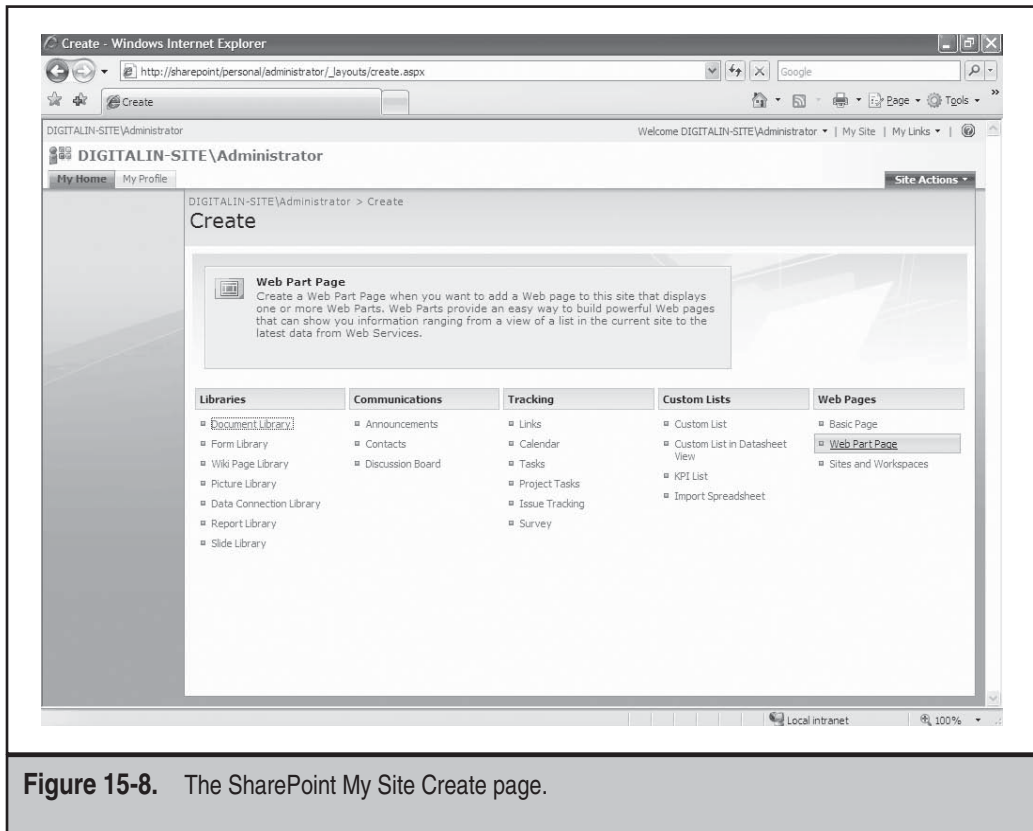 Create - Windows Internet Explorer
http://sharepoint/personal/administrator/_layouts/create.aspx
Google
Create
Page
Tools
»
DIGITALIN-SITE\Administrator
Welcome DIGITALIN-SITE\Administrator | My Site | My Links |
DIGITALIN-SITE\Administrator
My Home
My Profile
Site Actions
DIGITALIN-SITE\Administrator > Create
Create
Web Part Page
Create a Web Part Page when you want to add a Web page to this site that displays
one or more Web Parts. Web Parts provide an easy way to build powerful Web pages
that can show you information ranging from a view of a list in the current site to the
latest data from Web Services.
Libraries
Document Library
Form Library
Wiki Page Library
Picture Library
Data Connection Library
Report Library
Slide Library
Communications
Announcements
Contacts
Discussion Board
Tracking
Links
Calendar
Tasks
Project Tasks
Issue Tracking
Survey
Custom Lists
Custom List
Custom List in Datasheet
View
KPI List
Import Spreadsheet
Web Pages
Basic Page
Web Part Page
Sites and Workspaces
Local intranet
100%
Figure 15-8. The SharePoint My Site Create page.